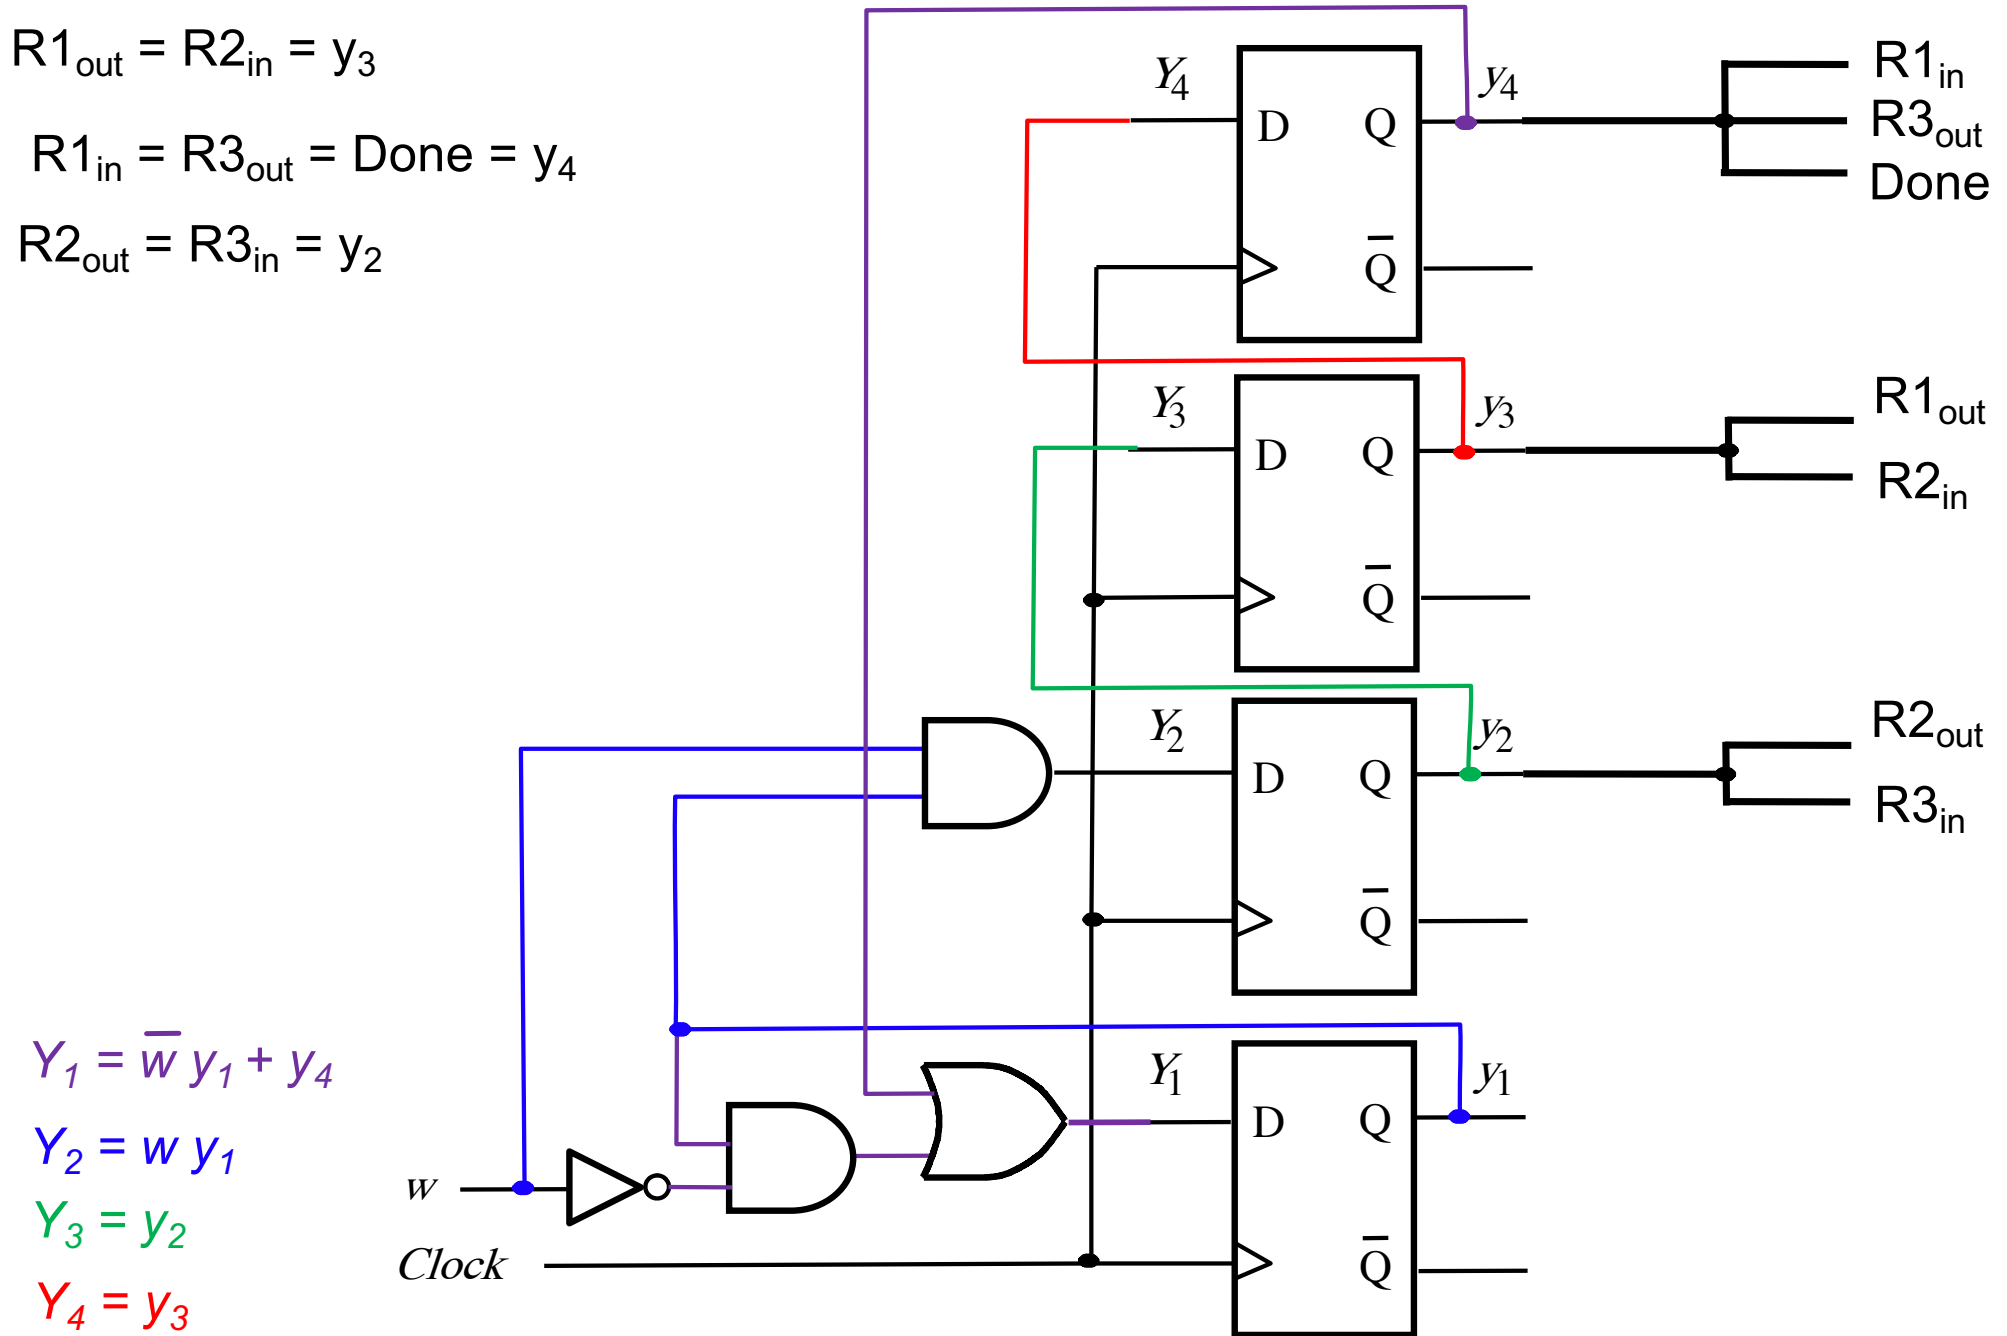 R1out = R2in = y3
R1in = R3out = Done = y4
R2out = R3in = y2
Y4
D
Q
y4
Q̅
R1in
R3out
Done
Y3
D
Q
y3
Q̅
R1out
R2in
Y2
D
Q
y2
Q̅
R2out
R3in
Y1
D
Q
y1
Q̅
w
Clock
Y1 = w̅ y1 + y4
Y2 = w y1
Y3 = y2
Y4 = y3